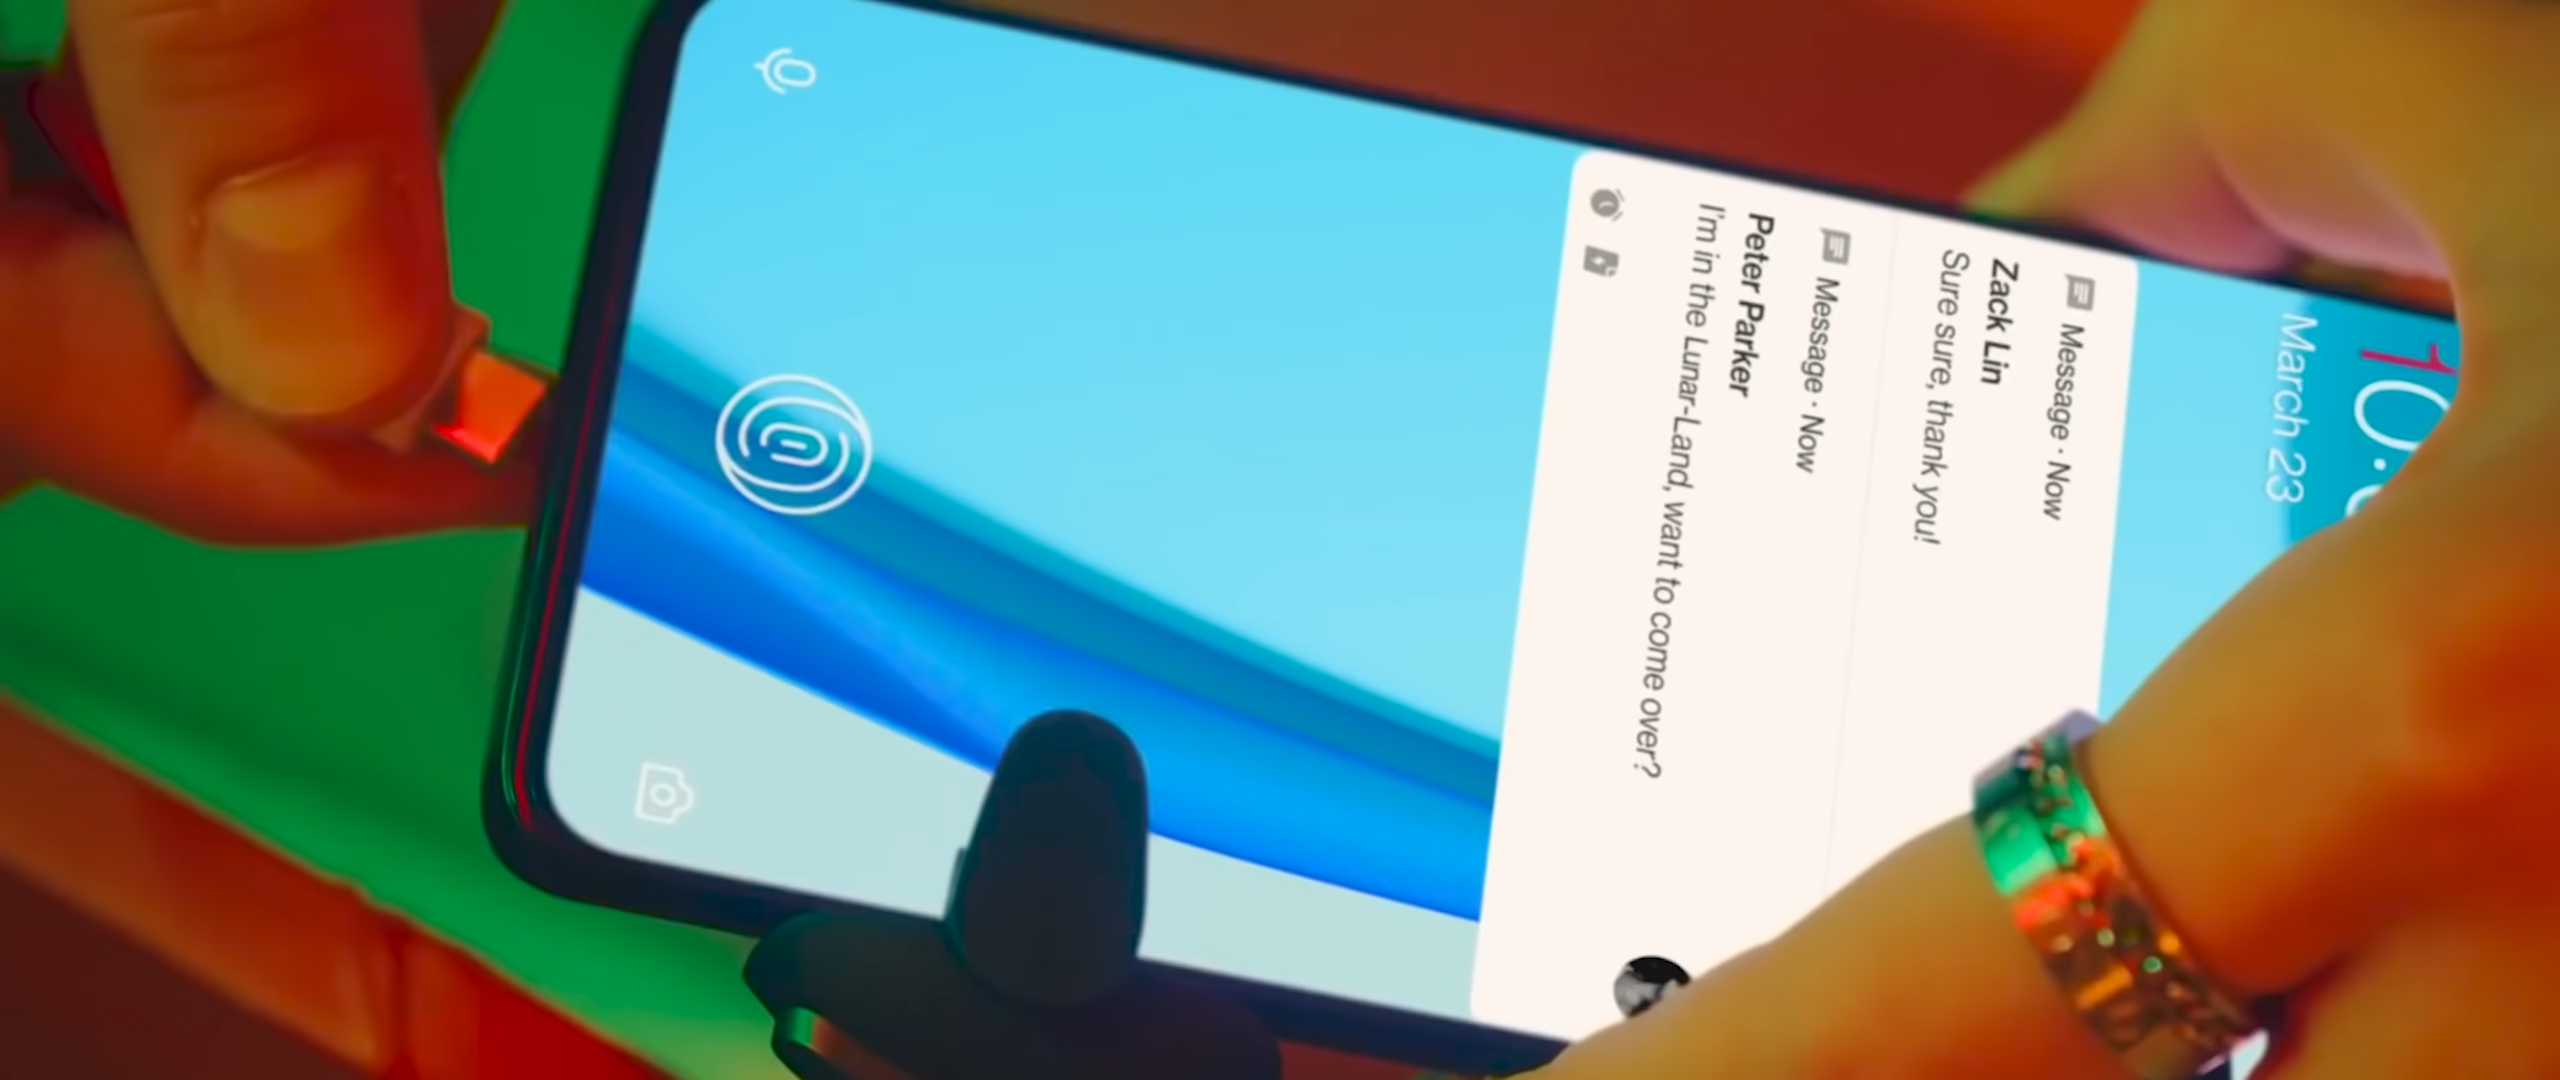 March 23
Message · Now
Zack Lin
Sure sure, thank you!
Message · Now
Peter Parker
I'm in the Lunar-Land, want to come over?